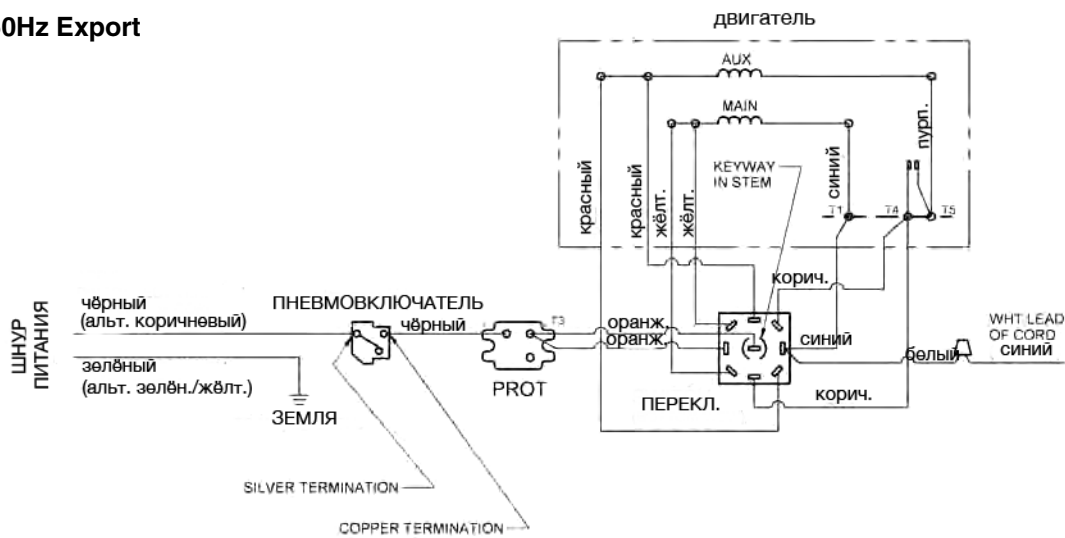 0Hz Export
двигатель
AUX
MAIN
KEYWAY
IN STEM
красный
красный
жёлт.
жёлт.
синий
пурп.
T1
T4
T5
корич.
ШНУР
ПИТАНИЯ
чёрный
(альт. коричневый)
ПНЕВМОВКЛЮЧАТЕЛЬ
чёрный
T3
оранж.
оранж.
синий
белый
WHT LEAD
OF CORD
синий
зелёный
(альт. зелён./жёлт.)
ЗЕМЛЯ
PROT
ПЕРЕКЛ.
корич.
SILVER TERMINATION
COPPER TERMINATION